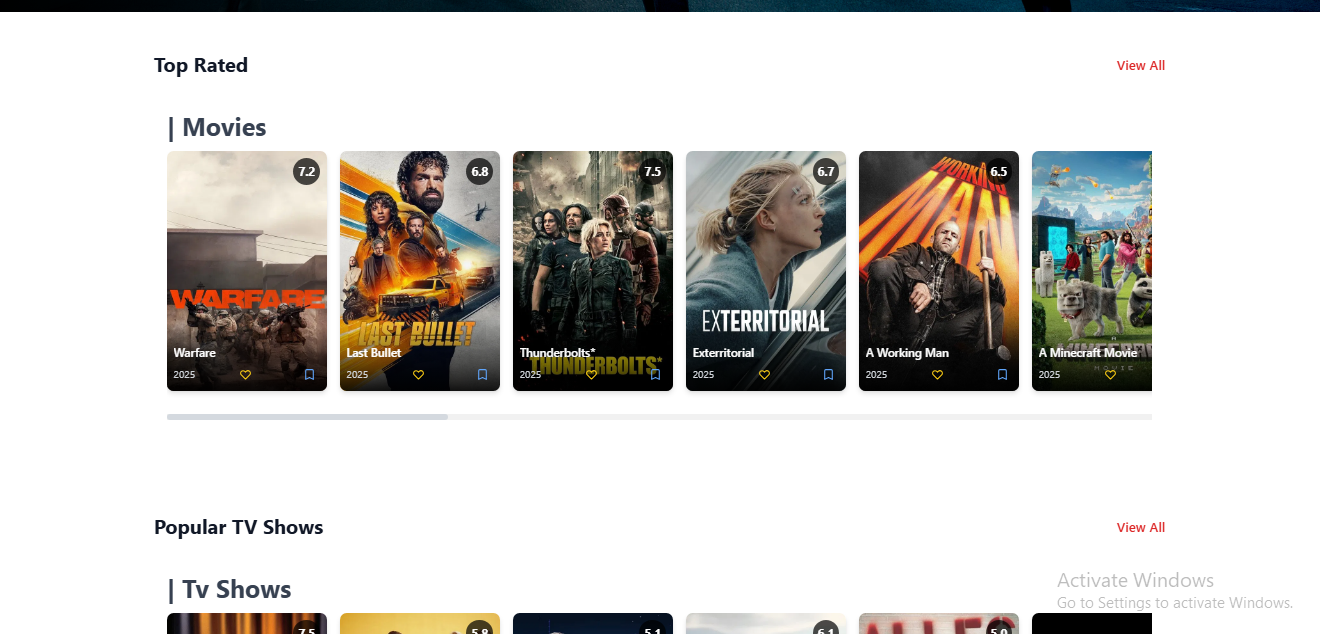 Top Rated
View All
| Movies
7.2
6.8
7.5
6.7
6.5
WORKING
MAN
WARFARE
LAST BULLET
EXTERRITORIAL
THUNDERBOLTS*
Warfare
Last Bullet
Thunderbolts*
Exterritorial
A Working Man
A Minecraft Movie
MOVIE
2025
2025
2025
2025
2025
2025
Popular TV Shows
View All
| Tv Shows
Activate Windows
Go to Settings to activate Windows.
7.5
5.8
5.1
6.1